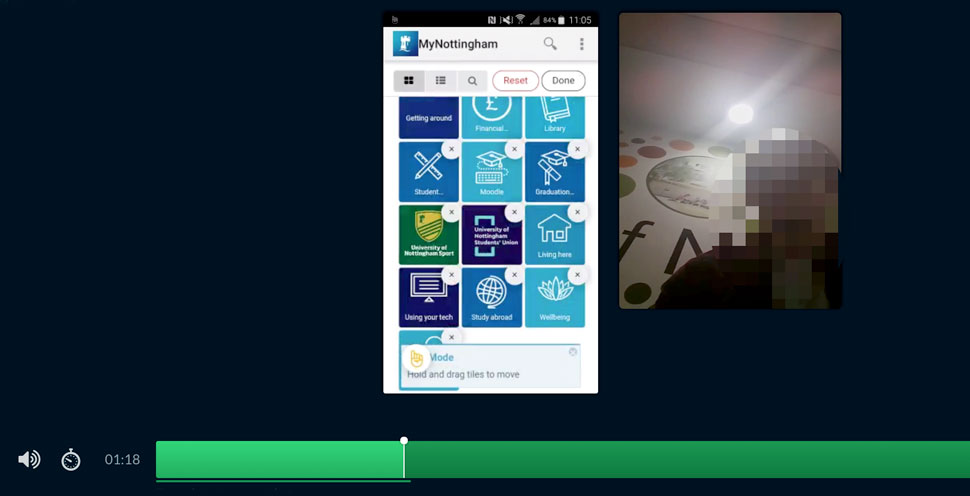 84% 11:05
MyNottingham
Reset Done
Getting around
Financial...
Library
Student...
Moodle
Graduation...
University of
Nottingham Sport
University of
Nottingham
Students' Union
Living here
Using your tech
Study abroad
Wellbeing
Mode
Hold and drag tiles to move
f N
01:18